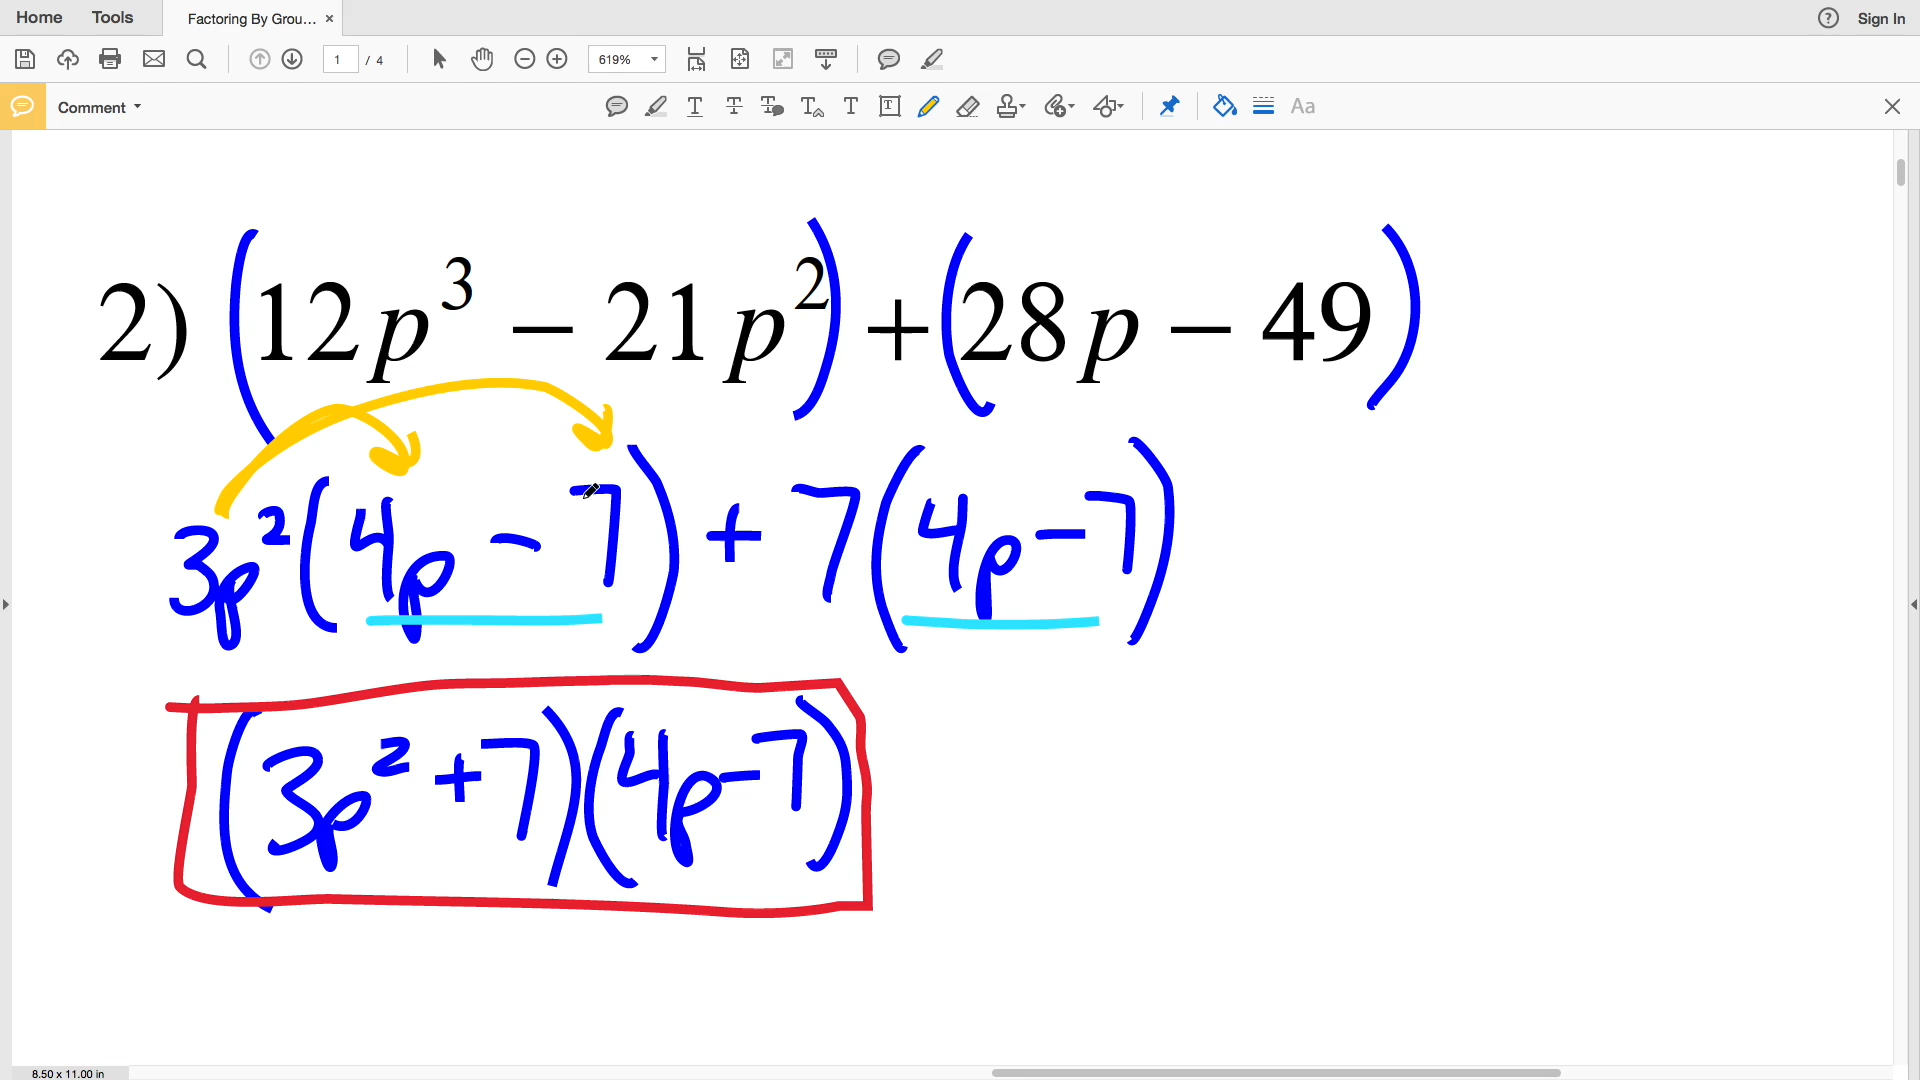 Home Tools Factoring By Grou... × ? Sign In
1 / 4 619%
Comment T T T T T T Aa
2) (12p³ − 21p²) + (28p − 49)
3p²(4p − 7) + 7(4p − 7)
(3p² + 7)(4p − 7)
8.50 x 11.00 in